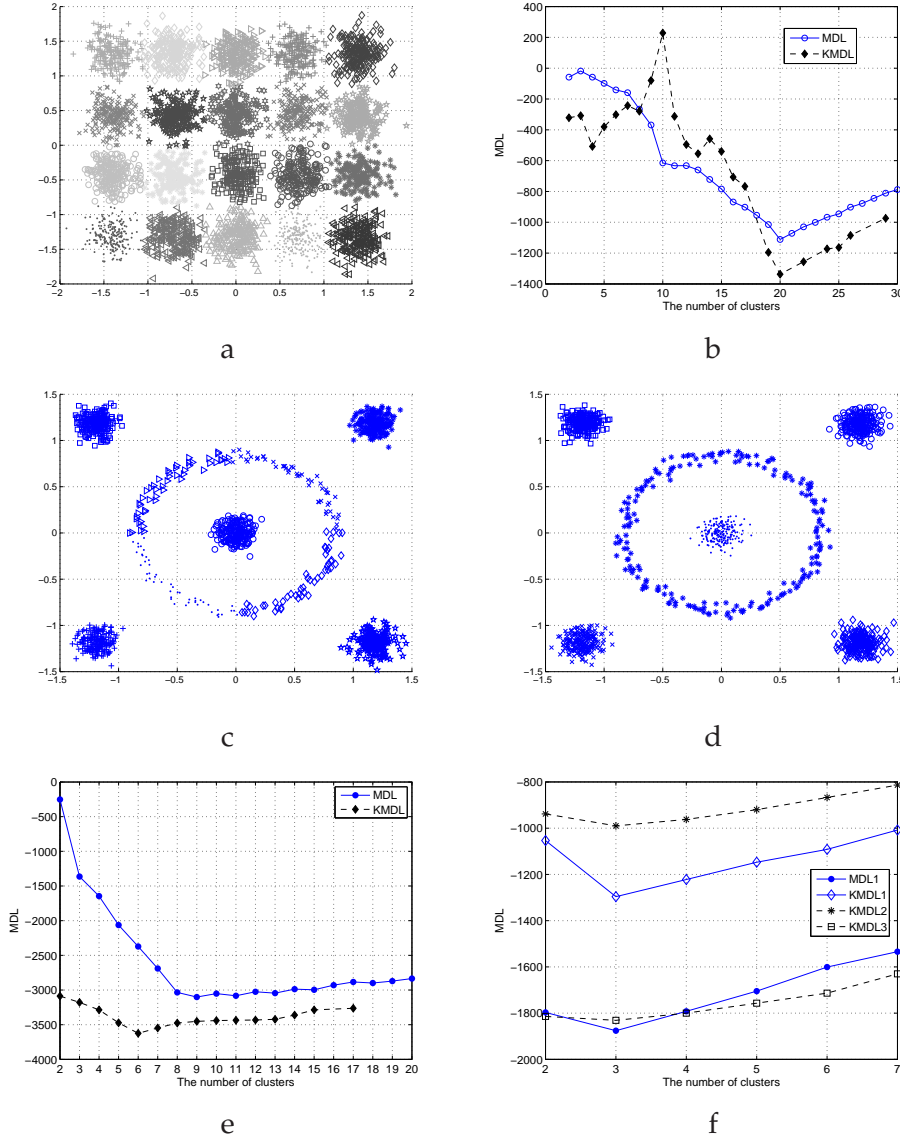 2
1.5
1
0.5
0
−0.5
−1
−1.5
−2
−2 −1.5 −1 −0.5 0 0.5 1 1.5 2
a
400
200
0
−200
−400
−600
−800
−1000
−1200
−1400
MDL
MDL
KMDL
0 5 10 15 20 25 30
The number of clusters
b
1.5
1
0.5
0
−0.5
−1
−1.5
−1.5 −1 −0.5 0 0.5 1 1.5
c
1.5
1
0.5
0
−0.5
−1
−1.5
−1.5 −1 −0.5 0 0.5 1 1.5
d
0
−500
−1000
−1500
−2000
−2500
−3000
−3500
−4000
MDL
MDL
KMDL
2 3 4 5 6 7 8 9 10 11 12 13 14 15 16 17 18 19 20
The number of clusters
e
−800
−1000
−1200
−1400
−1600
−1800
−2000
MDL
MDL1
KMDL1
KMDL2
KMDL3
2 3 4 5 6 7
The number of clusters
f